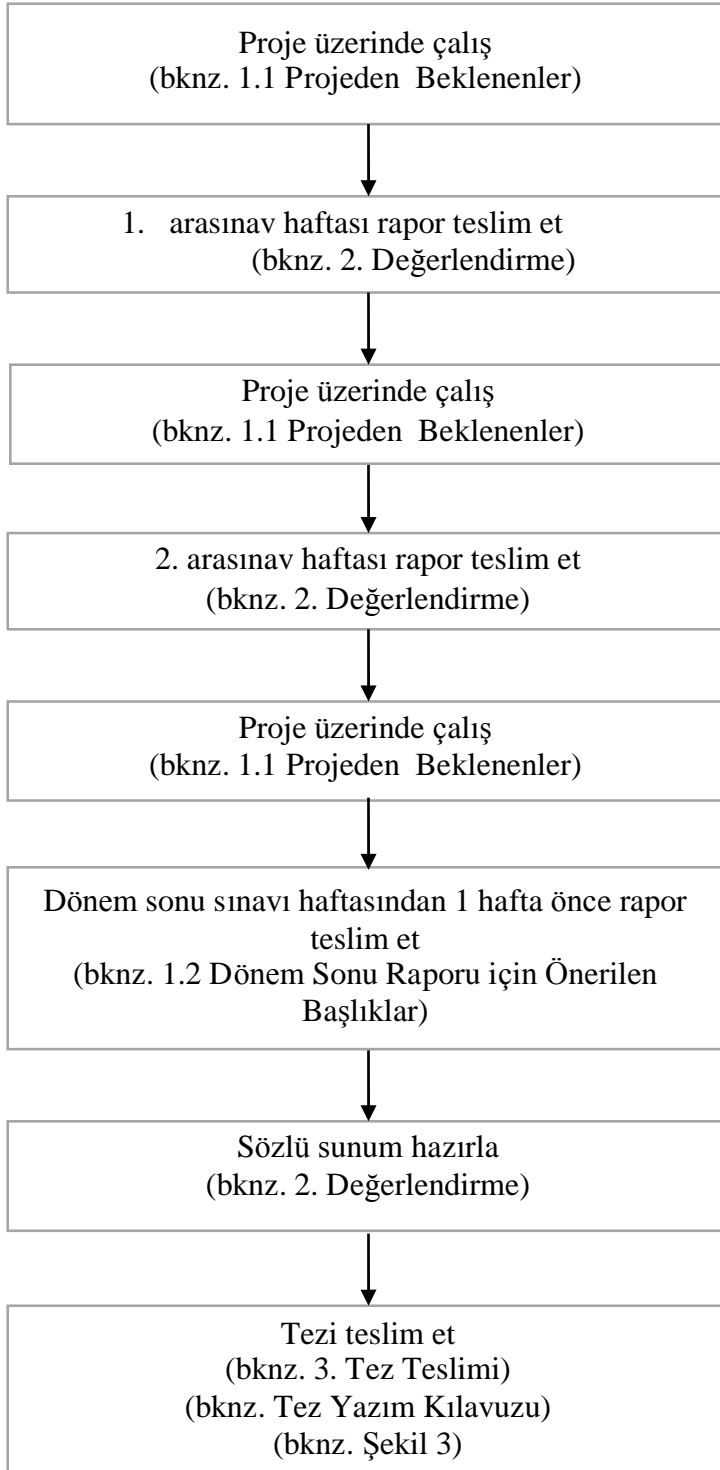 Proje üzerinde çalış
(bknz. 1.1 Projeden Beklenenler)
1. arasınav haftası rapor teslim et
(bknz. 2. Değerlendirme)
Proje üzerinde çalış
(bknz. 1.1 Projeden Beklenenler)
2. arasınav haftası rapor teslim et
(bknz. 2. Değerlendirme)
Proje üzerinde çalış
(bknz. 1.1 Projeden Beklenenler)
Dönem sonu sınavı haftasından 1 hafta önce rapor
teslim et
(bknz. 1.2 Dönem Sonu Raporu için Önerilen
Başlıklar)
Sözlü sunum hazırla
(bknz. 2. Değerlendirme)
Tezi teslim et
(bknz. 3. Tez Teslimi)
(bknz. Tez Yazım Kılavuzu)
(bknz. Şekil 3)